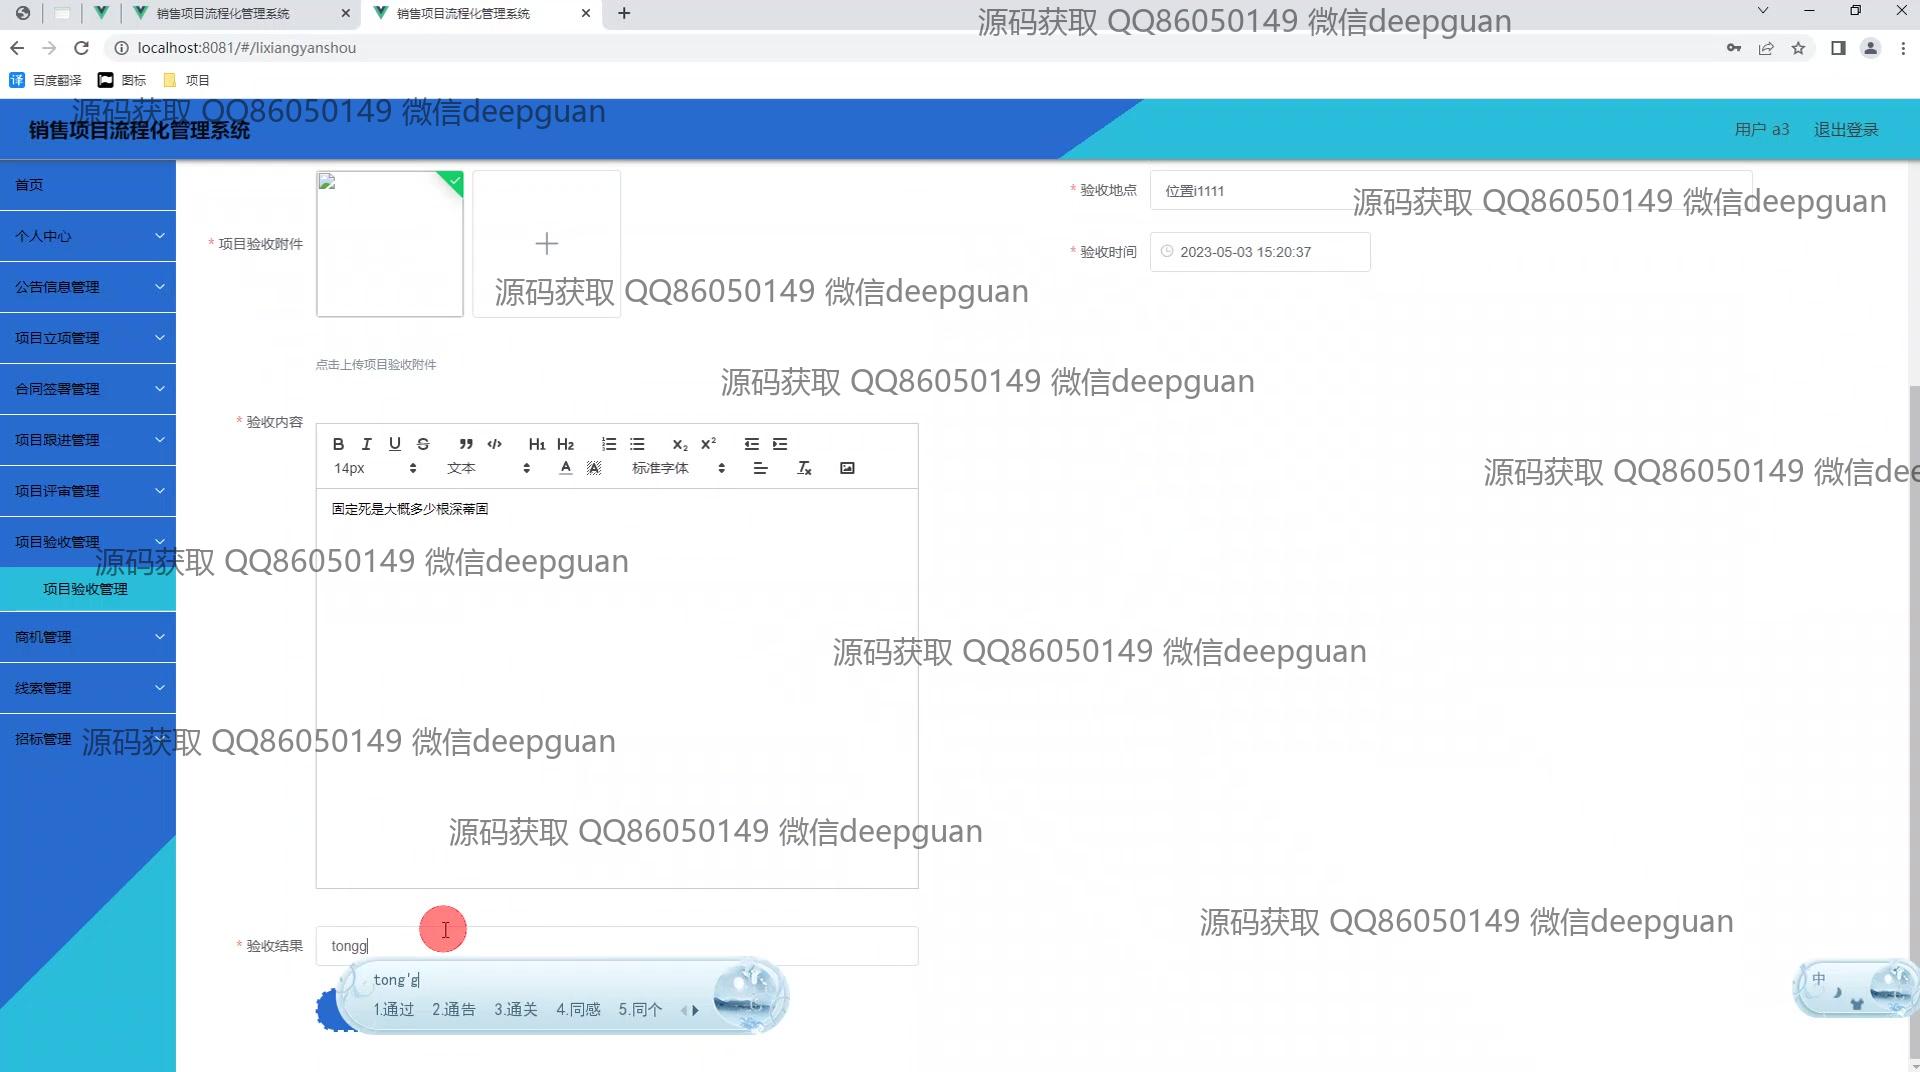 销售项目流程化管理系统
销售项目流程化管理系统
源码获取 QQ86050149 微信deepguan
localhost:8081/#/lixiangyanshou
译 百度翻译 图标 项目
源码获取 QQ86050149 微信deepguan
销售项目流程化管理系统
用户 a3 退出登录
首页
个人中心
公告信息管理
项目立项管理
合同签署管理
项目跟进管理
项目评审管理
项目验收管理
项目验收管理
商机管理
线索管理
招标管理
* 项目验收附件
点击上传项目验收附件
* 验收地点 位置i1111
源码获取 QQ86050149 微信deepguan
* 验收时间 2023-05-03 15:20:37
源码获取 QQ86050149 微信deepguan
源码获取 QQ86050149 微信deepguan
* 验收内容
B I U S H1 H2 X₂ X²
14px 文本 A A 标准字体
源码获取 QQ86050149 微信dee
固定死是大概多少根深蒂固
源码获取 QQ86050149 微信deepguan
源码获取 QQ86050149 微信deepguan
源码获取 QQ86050149 微信deepguan
源码获取 QQ86050149 微信deepguan
源码获取 QQ86050149 微信deepguan
* 验收结果 tongg
tong'g
1.通过 2.通告 3.通关 4.同感 5.同个
中